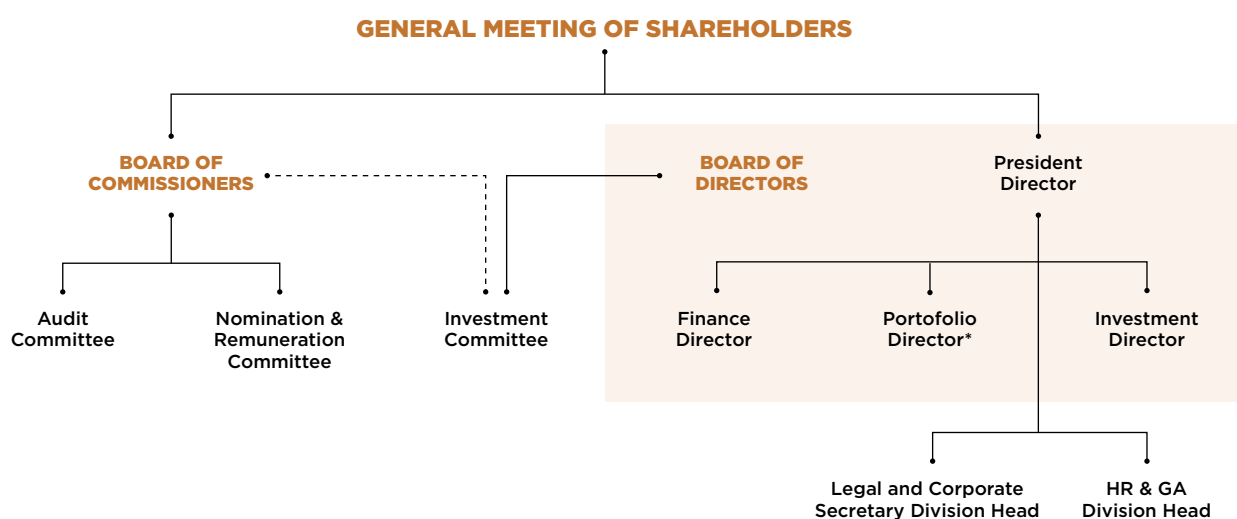 GENERAL MEETING OF SHAREHOLDERS
BOARD OF
COMMISSIONERS
BOARD OF
DIRECTORS
President
Director
Audit
Committee
Nomination &
Remuneration
Committee
Investment
Committee
Finance
Director
Portofolio
Director*
Investment
Director
Legal and Corporate
Secretary Division Head
HR & GA
Division Head